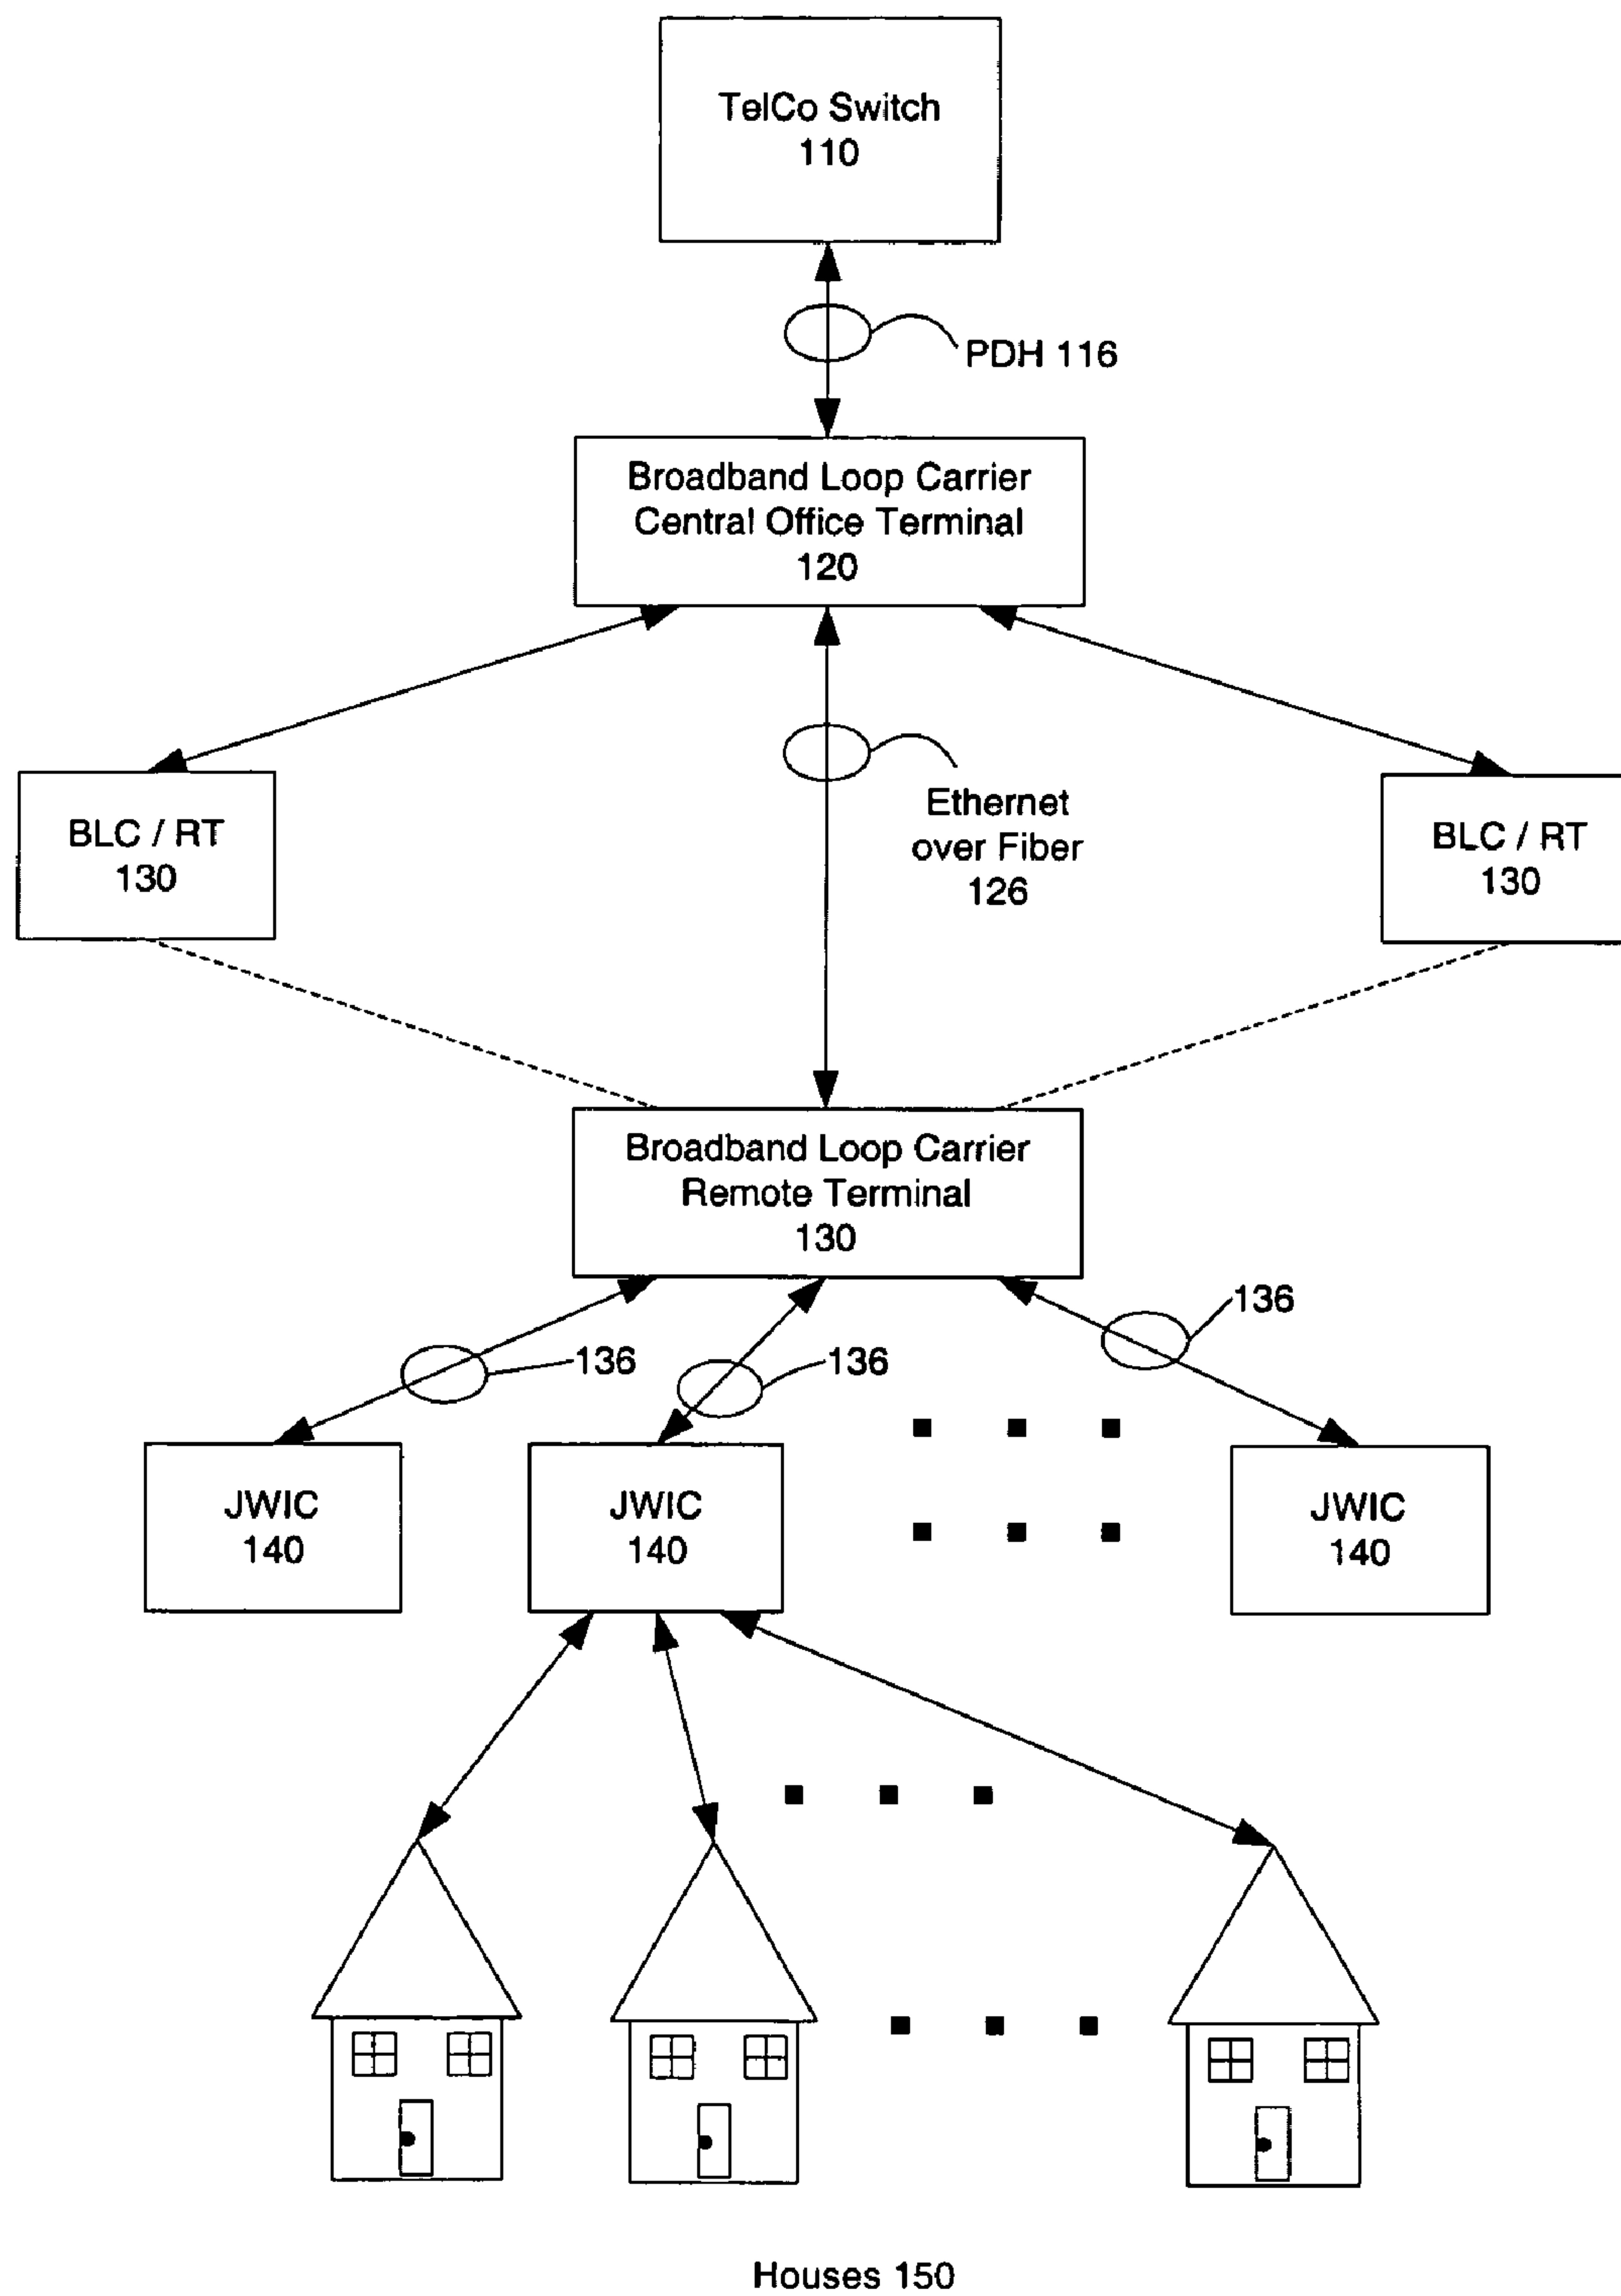 TelCo Switch
110
PDH 116
Broadband Loop Carrier
Central Office Terminal
120
BLC / RT
130
Ethernet
over Fiber
126
BLC / RT
130
Broadband Loop Carrier
Remote Terminal
130
136
136
136
JWIC
140
JWIC
140
JWIC
140
Houses 150